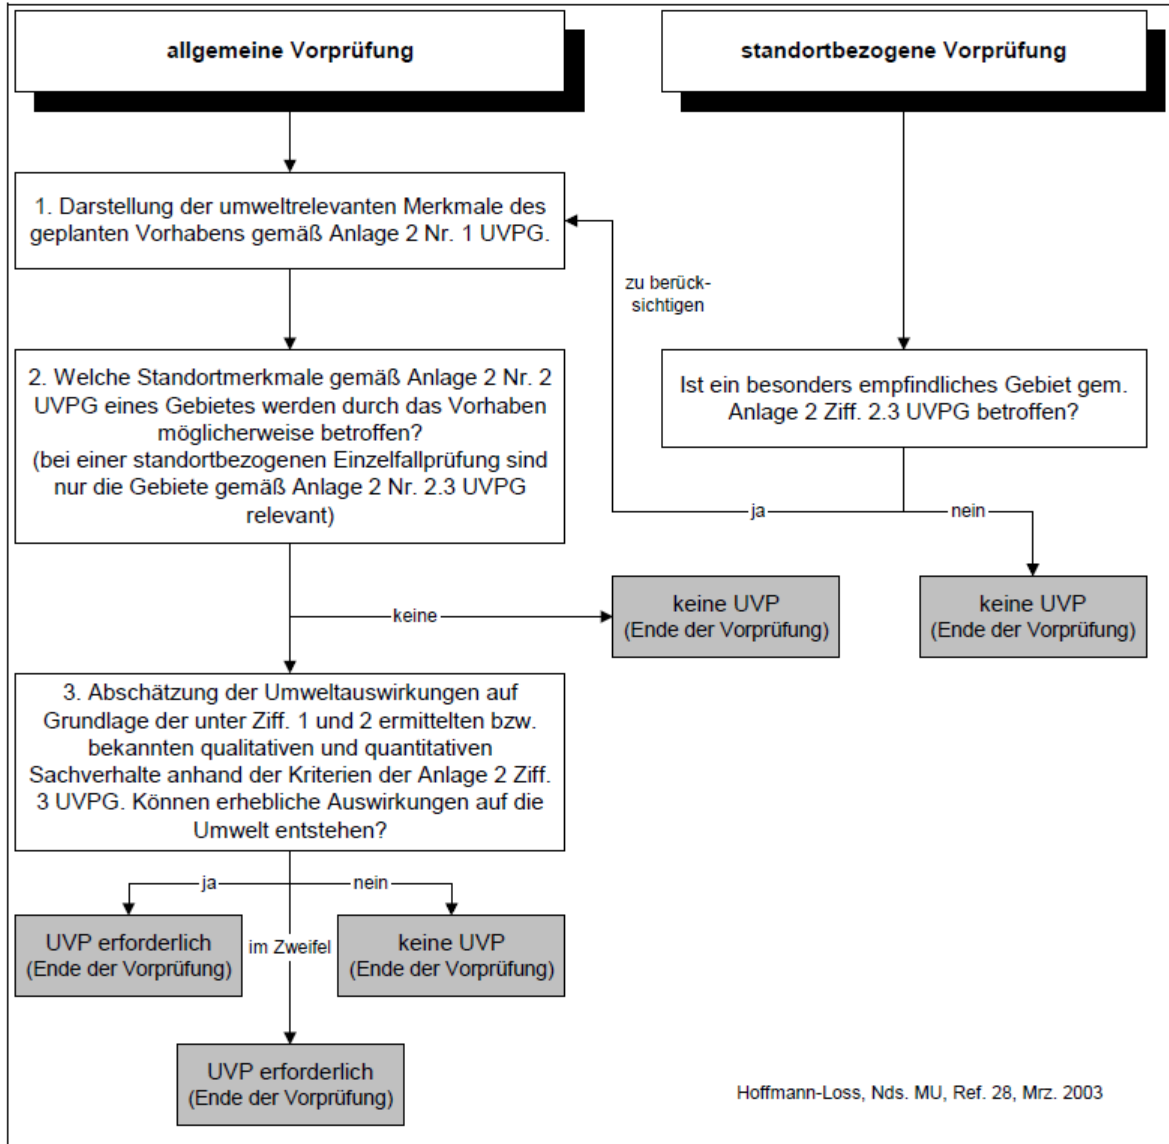 allgemeine Vorprüfung
standortbezogene Vorprüfung
1. Darstellung der umweltrelevanten Merkmale des
geplanten Vorhabens gemäß Anlage 2 Nr. 1 UVPG.
zu berück-
sichtigen
2. Welche Standortmerkmale gemäß Anlage 2 Nr. 2
UVPG eines Gebietes werden durch das Vorhaben
möglicherweise betroffen?
(bei einer standortbezogenen Einzelfallprüfung sind
nur die Gebiete gemäß Anlage 2 Nr. 2.3 UVPG
relevant)
Ist ein besonders empfindliches Gebiet gem.
Anlage 2 Ziff. 2.3 UVPG betroffen?
ja
nein
keine
keine UVP
(Ende der Vorprüfung)
keine UVP
(Ende der Vorprüfung)
3. Abschätzung der Umweltauswirkungen auf
Grundlage der unter Ziff. 1 und 2 ermittelten bzw.
bekannten qualitativen und quantitativen
Sachverhalte anhand der Kriterien der Anlage 2 Ziff.
3 UVPG. Können erhebliche Auswirkungen auf die
Umwelt entstehen?
ja
nein
UVP erforderlich
(Ende der Vorprüfung)
im Zweifel
keine UVP
(Ende der Vorprüfung)
UVP erforderlich
(Ende der Vorprüfung)
Hoffmann-Loss, Nds. MU, Ref. 28, Mrz. 2003